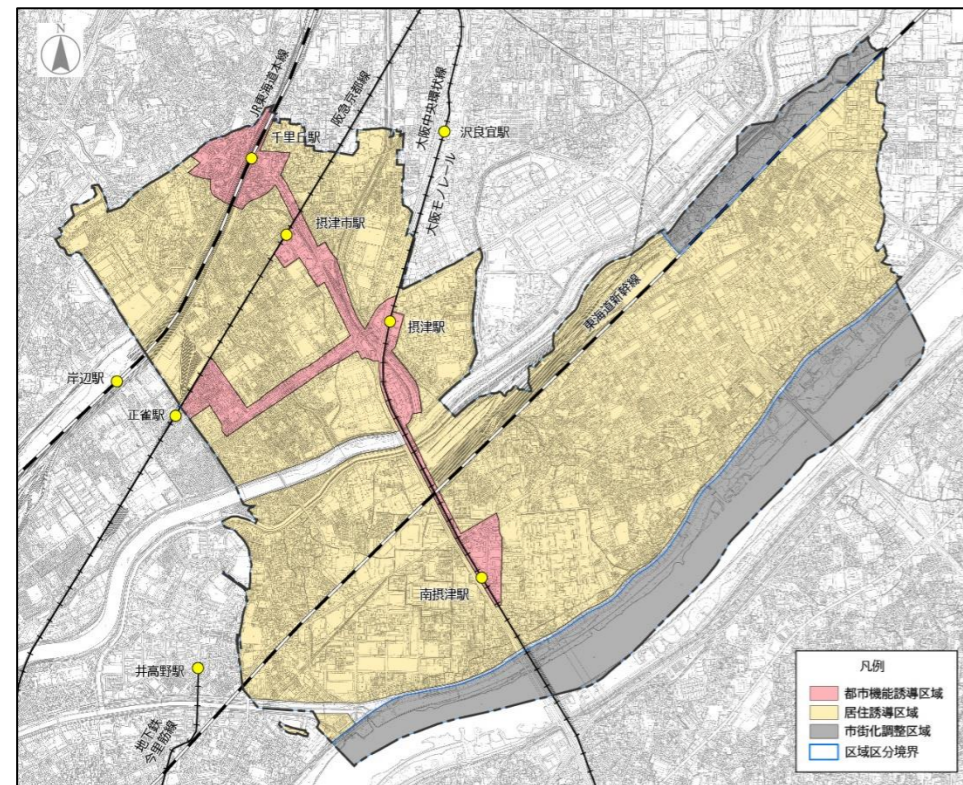 JR東海道本線
阪急京都線
大阪中央環状線
大阪モノレール
千里丘駅
沢良宜駅
摂津市駅
摂津駅
東海道新幹線
岸辺駅
正雀駅
南摂津駅
井高野駅
地下鉄
今里筋線
凡例
都市機能誘導区域
居住誘導区域
市街化調整区域
区域区分境界